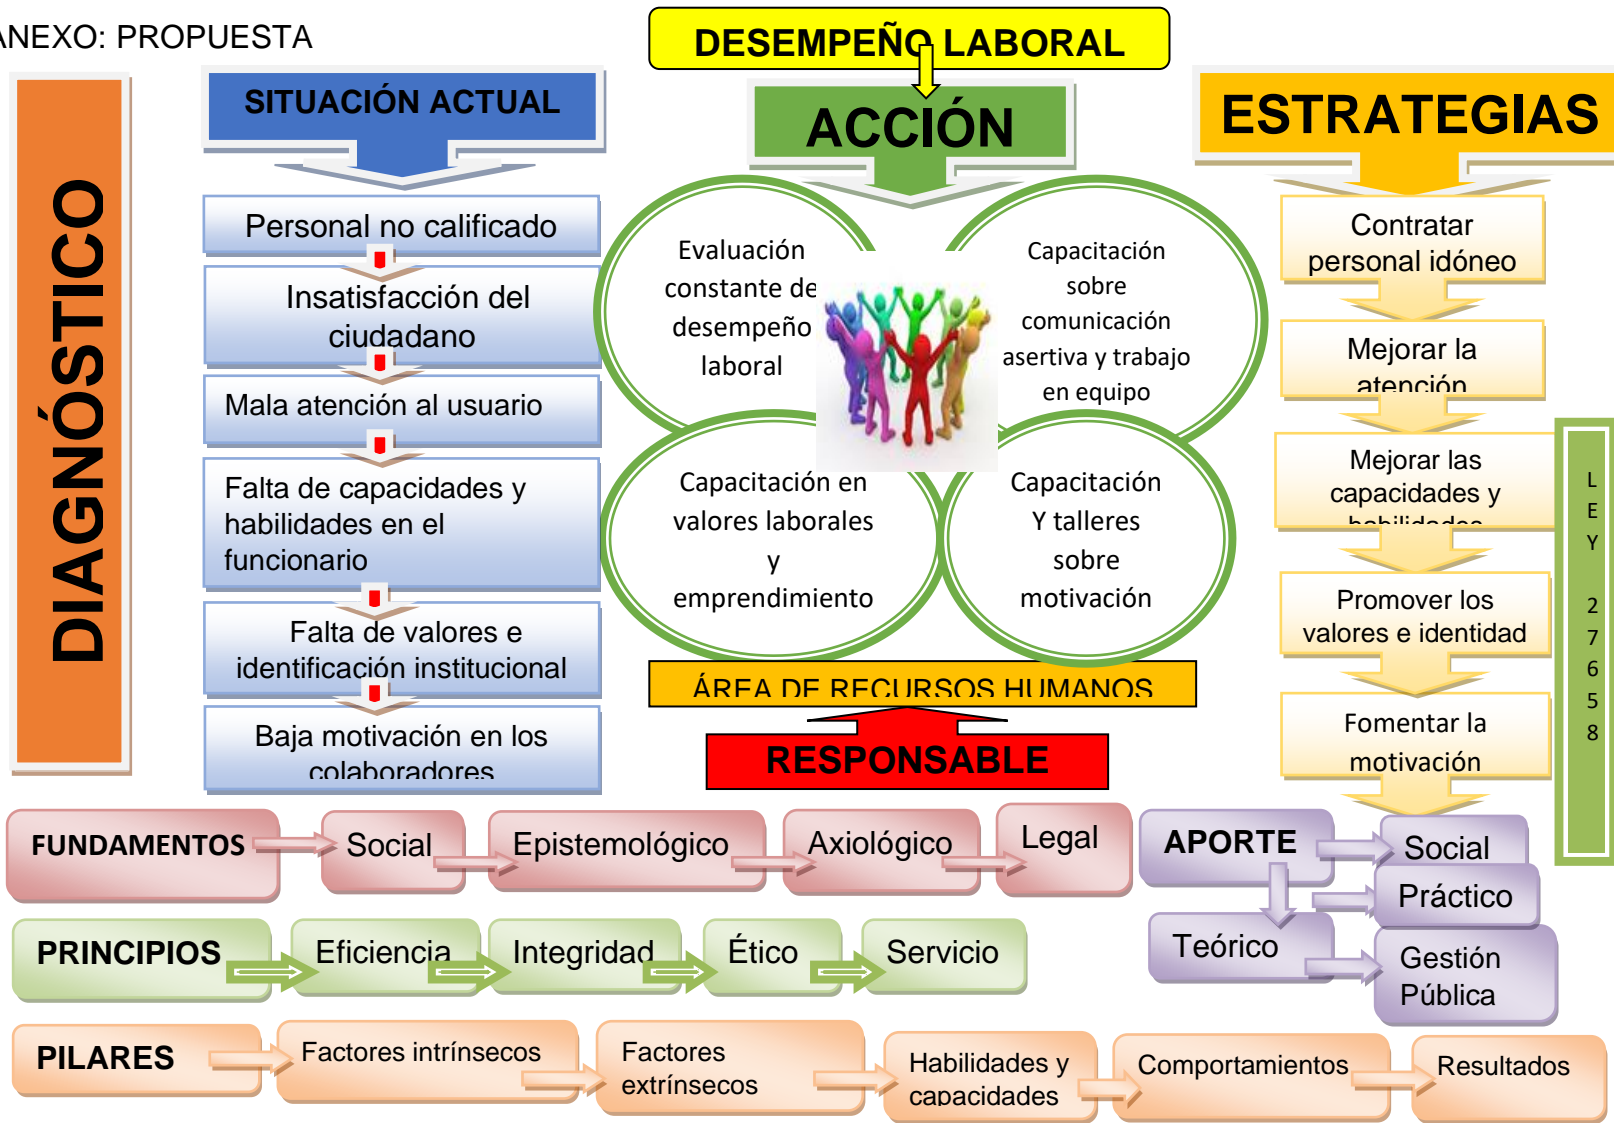 ANEXO: PROPUESTA
DESEMPEÑO LABORAL
DIAGNÓSTICO
SITUACIÓN ACTUAL
Personal no calificado
Insatisfacción del
ciudadano
Mala atención al usuario
Falta de capacidades y
habilidades en el
funcionario
Falta de valores e
identificación institucional
Baja motivación en los
colaboradores
ACCIÓN
Evaluación
constante de
desempeño
laboral
Capacitación
sobre
comunicación
asertiva y trabajo
en equipo
Capacitación en
valores laborales
y
emprendimiento
Capacitación
Y talleres
sobre
motivación
ÁREA DE RECURSOS HUMANOS
RESPONSABLE
ESTRATEGIAS
Contratar
personal idóneo
Mejorar la
atención
Mejorar las
capacidades y
habilidades
Promover los
valores e identidad
Fomentar la
motivación
LEY 27658
FUNDAMENTOS
Social
Epistemológico
Axiológico
Legal
APORTE
Social
Práctico
Teórico
Gestión
Pública
PRINCIPIOS
Eficiencia
Integridad
Ético
Servicio
PILARES
Factores intrínsecos
Factores
extrínsecos
Habilidades y
capacidades
Comportamientos
Resultados